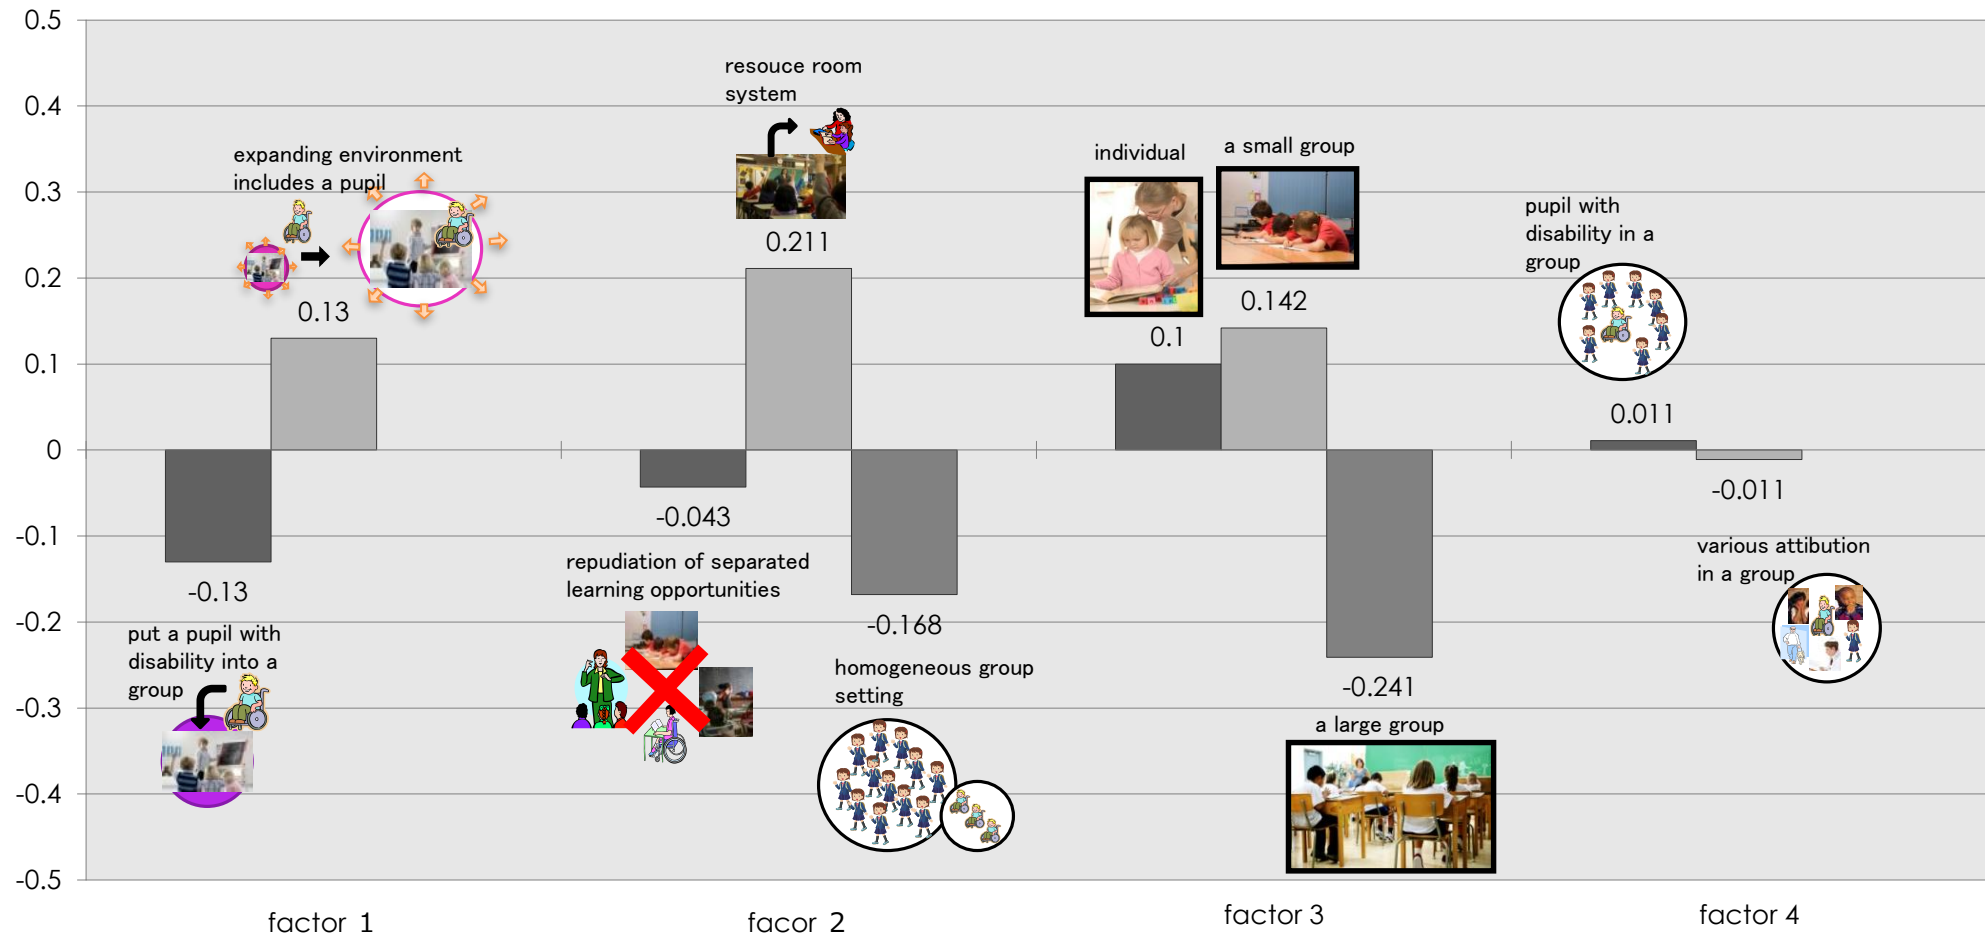 0.5
0.4
0.3
0.2
0.1
0
-0.1
-0.2
-0.3
-0.4
-0.5
expanding environment
includes a pupil
0.13
-0.13
put a pupil with
disability into a
group
factor 1
resouce room
system
0.211
-0.043
repudiation of separated
learning opportunities
-0.168
homogeneous group
setting
facor 2
individual
0.1
a small group
0.142
-0.241
a large group
factor 3
pupil with
disability in a
group
0.011
-0.011
various attibution
in a group
factor 4